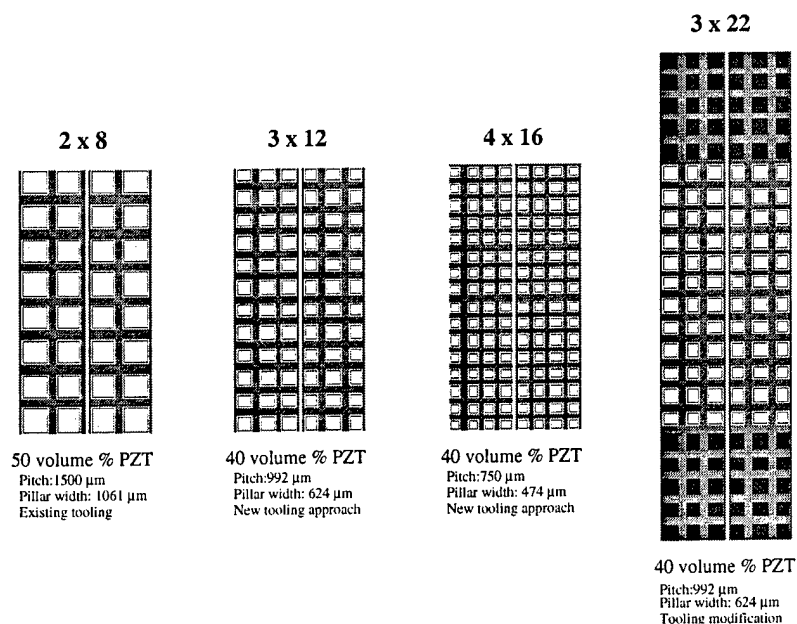 2 x 8
50 volume % PZT
Pitch:1500 µm
Pillar width: 1061 µm
Existing tooling
3 x 12
40 volume % PZT
Pitch:992 µm
Pillar width: 624 µm
New tooling approach
4 x 16
40 volume % PZT
Pitch:750 µm
Pillar width: 474 µm
New tooling approach
3 x 22
40 volume % PZT
Pitch:992 µm
Pillar width: 624 µm
Tooling modification